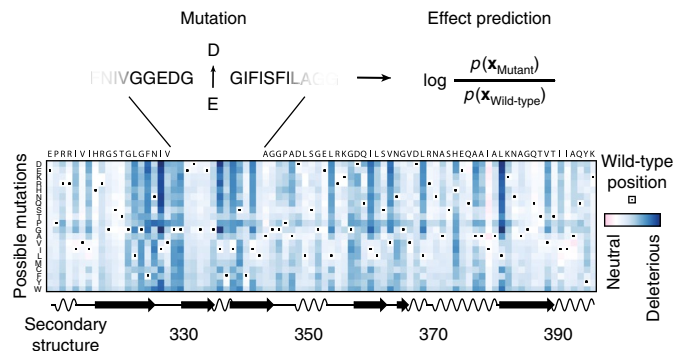 Mutation
Effect prediction
D
FNIVGGEDG GIFISFILAGG
E
log p(xMutant) / p(xWild-type)
EPRRIVIHRGSTGLGFNIV AGGPADLSGELRKGDQILSVNGVDLRNASHEQAAIALKNAGQTVTIIAQYK
Wild-type
position
Possible mutations
D
E
K
R
H
N
Q
S
T
P
G
A
V
I
L
M
C
F
Y
W
Neutral
Deleterious
Secondary
structure
330
350
370
390